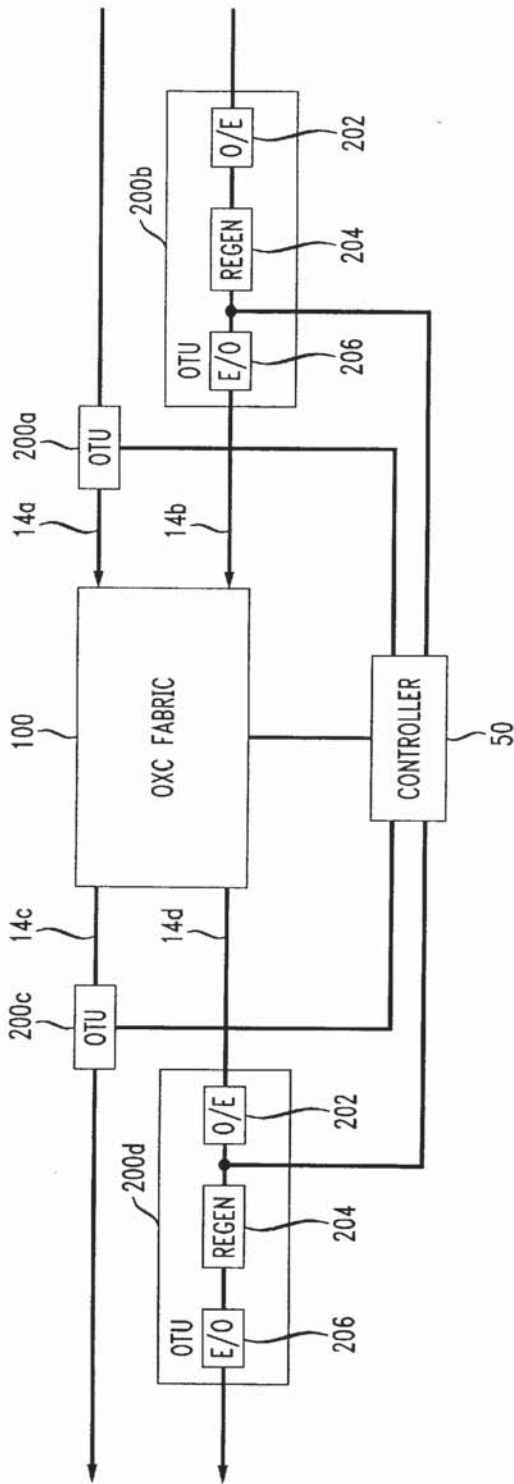 200c
14c
100
14a
200a
OTU
OTU
OXC FABRIC
200d
14d
14b
200b
OTU
E/O
REGEN
O/E
OTU
E/O
REGEN
O/E
206
204
202
206
204
202
CONTROLLER
50